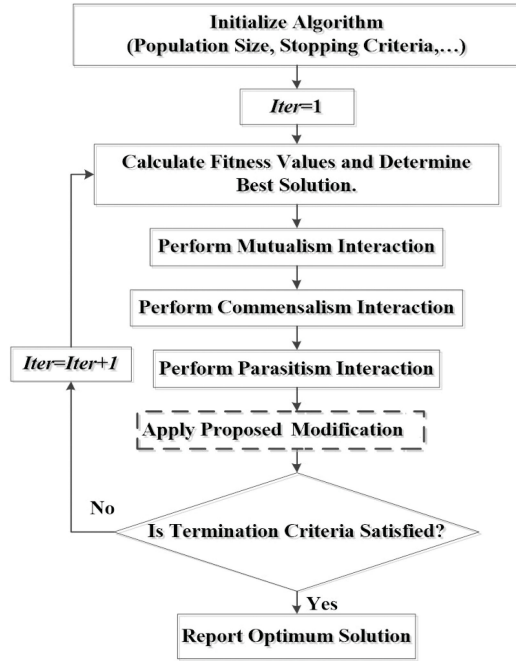 Initialize Algorithm
(Population Size, Stopping Criteria,…)
Iter=1
Calculate Fitness Values and Determine
Best Solution.
Perform Mutualism Interaction
Perform Commensalism Interaction
Iter=Iter+1
Perform Parasitism Interaction
Apply Proposed Modification
No
Is Termination Criteria Satisfied?
Yes
Report Optimum Solution